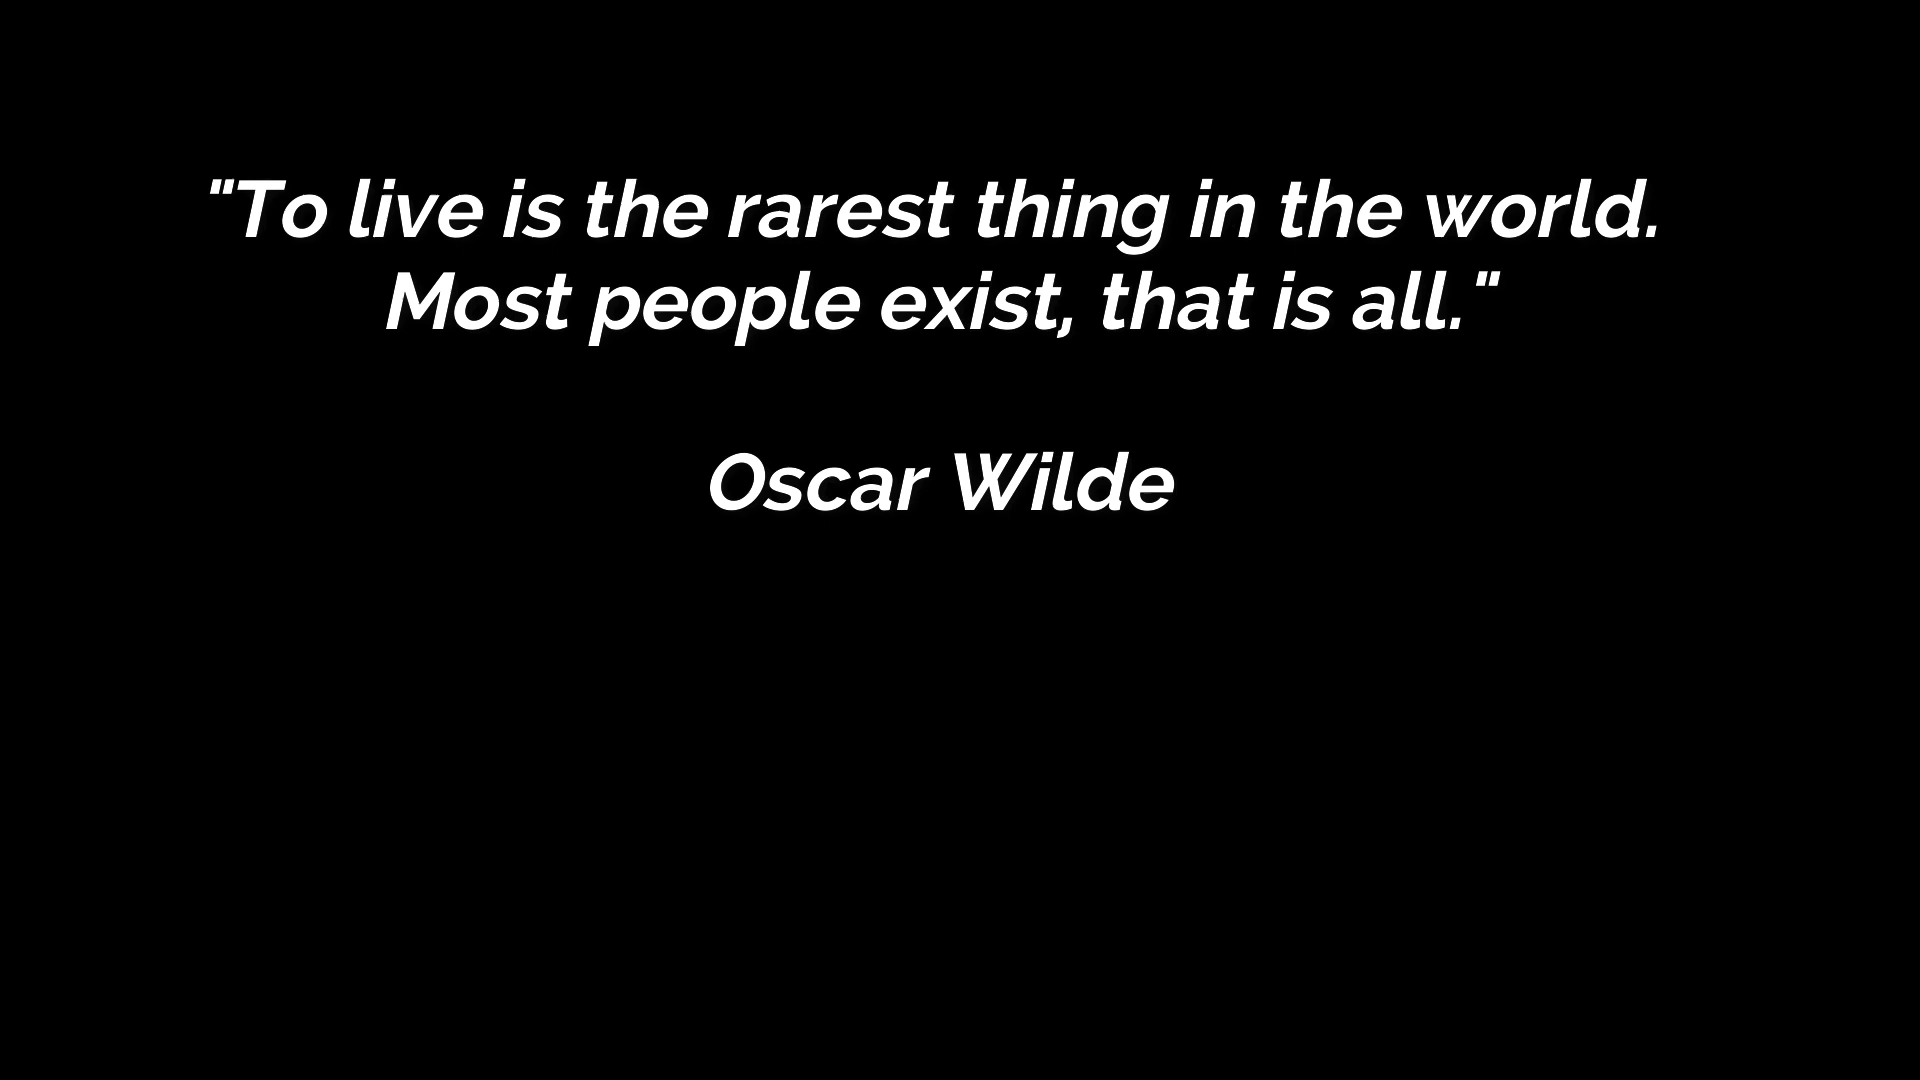 "To live is the rarest thing in the world.
Most people exist, that is all."
Oscar Wilde